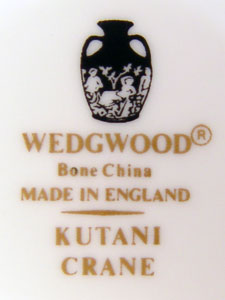 WEDGWOOD®
Bone China
MADE IN ENGLAND
KUTANI
CRANE